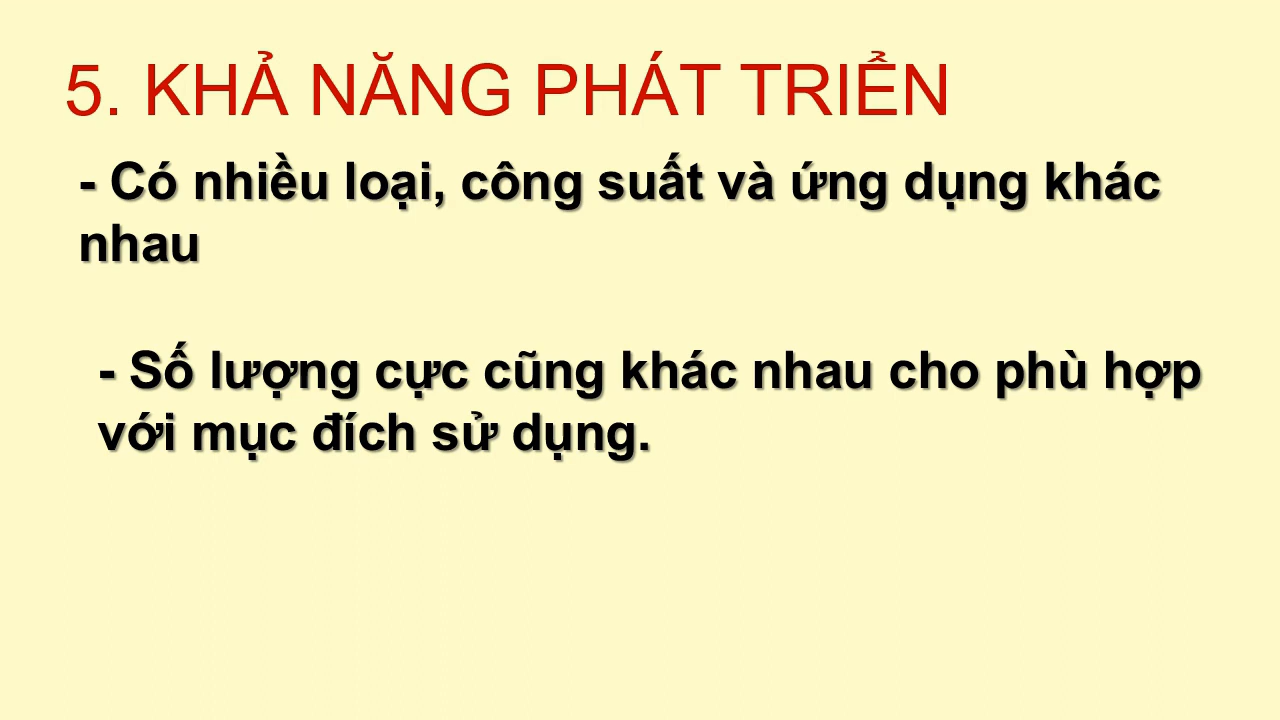 5. KHẢ NĂNG PHÁT TRIỂN
- Có nhiều loại, công suất và ứng dụng khác
nhau
- Số lượng cực cũng khác nhau cho phù hợp
với mục đích sử dụng.